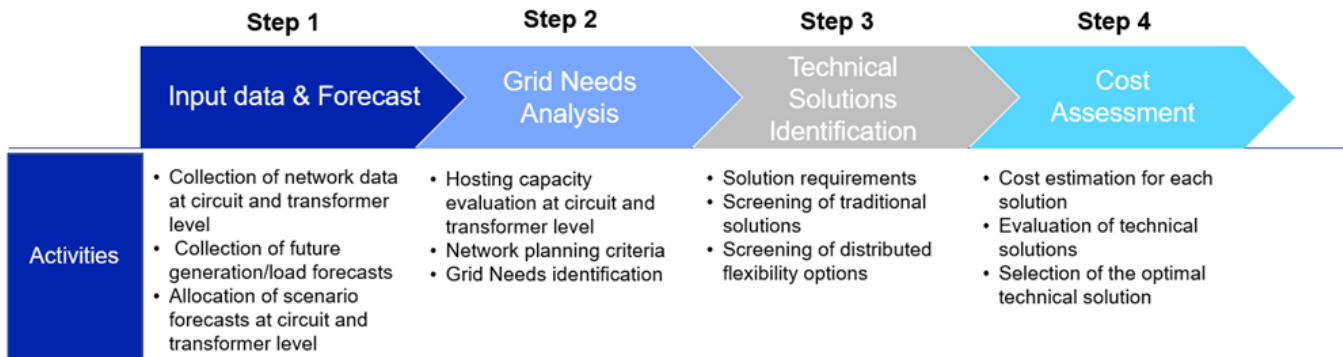 Step 1
Step 2
Step 3
Step 4
Input data & Forecast
Grid Needs
Analysis
Technical
Solutions
Identification
Cost
Assessment
Activities
• Collection of network data
at circuit and transformer
level
• Collection of future
generation/load forecasts
• Allocation of scenario
forecasts at circuit and
transformer level
• Hosting capacity
evaluation at circuit and
transformer level
• Network planning criteria
• Grid Needs identification
• Solution requirements
• Screening of traditional
solutions
• Screening of distributed
flexibility options
• Cost estimation for each
solution
• Evaluation of technical
solutions
• Selection of the optimal
technical solution